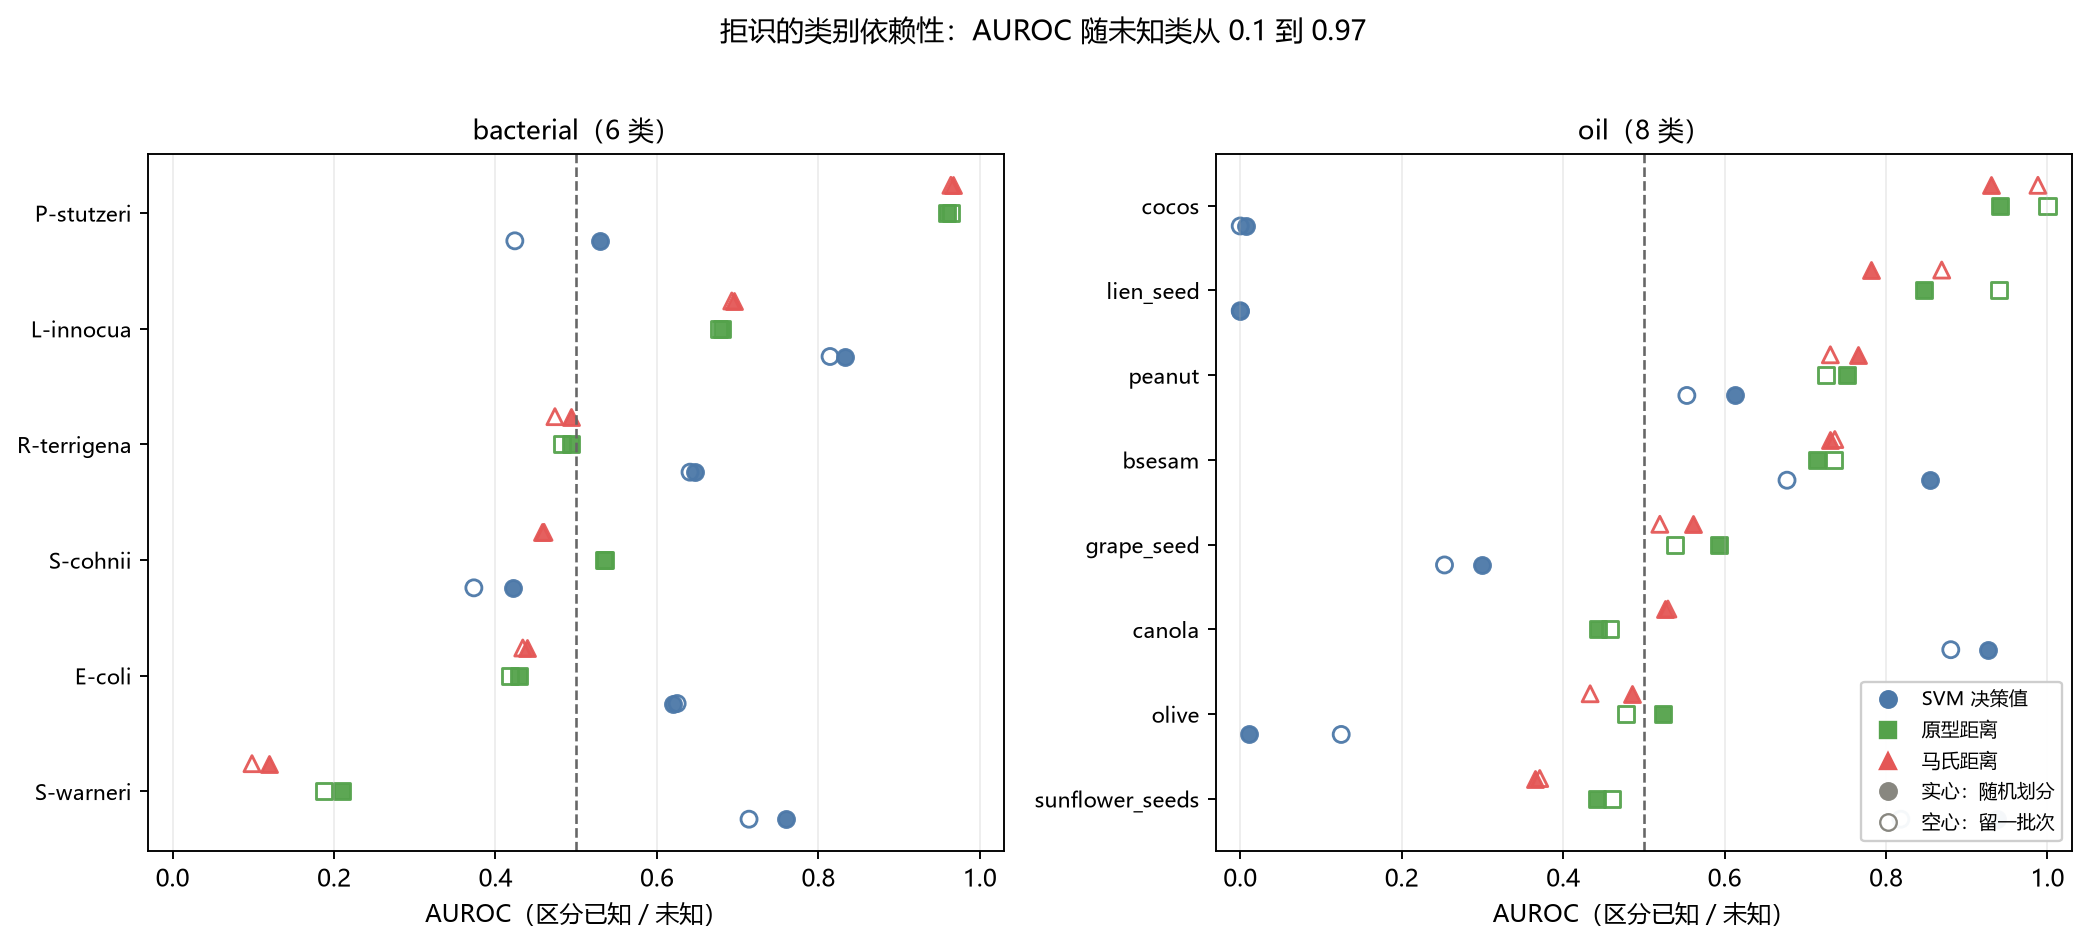 拒识的类别依赖性：AUROC 随未知类从 0.1 到 0.97
bacterial（6 类）
P-stutzeri
L-innocua
R-terrigena
S-cohnii
E-coli
S-warneri
0.0 0.2 0.4 0.6 0.8 1.0
AUROC（区分已知 / 未知）
oil（8 类）
cocos
lien_seed
peanut
bsesam
grape_seed
canola
olive
sunflower_seeds
SVM 决策值
原型距离
马氏距离
实心：随机划分
空心：留一批次
0.0 0.2 0.4 0.6 0.8 1.0
AUROC（区分已知 / 未知）